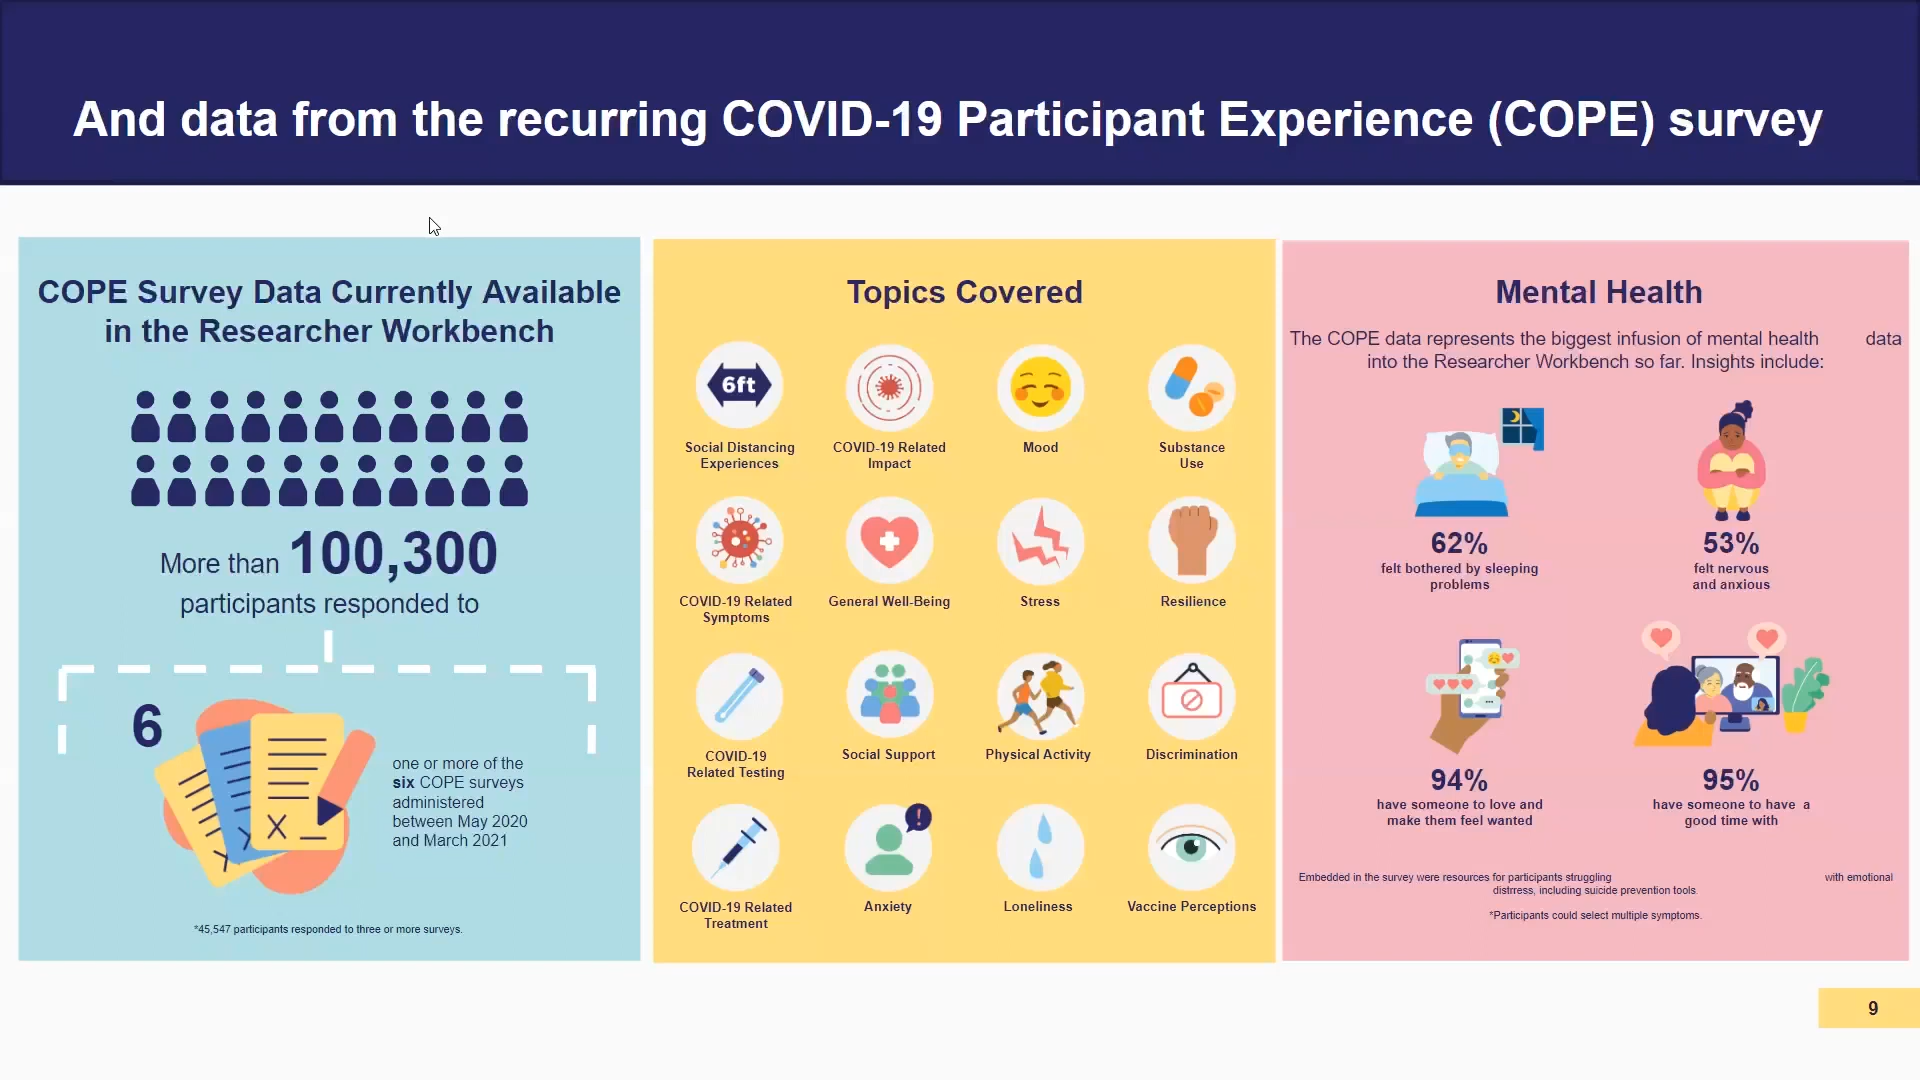 And data from the recurring COVID-19 Participant Experience (COPE) survey
COPE Survey Data Currently Available
in the Researcher Workbench
More than 100,300
participants responded to
6
one or more of the
six COPE surveys
administered
between May 2020
and March 2021
*45,547 participants responded to three or more surveys.
Topics Covered
6ft
Social Distancing
Experiences
COVID-19 Related
Impact
Mood
Substance
Use
COVID-19 Related
Symptoms
General Well-Being
Stress
Resilience
COVID-19
Related Testing
Social Support
Physical Activity
Discrimination
!
COVID-19 Related
Treatment
Anxiety
Loneliness
Vaccine Perceptions
Mental Health
The COPE data represents the biggest infusion of mental health data
into the Researcher Workbench so far. Insights include:
62%
felt bothered by sleeping
problems
53%
felt nervous
and anxious
94%
have someone to love and
make them feel wanted
95%
have someone to have a
good time with
Embedded in the survey were resources for participants struggling with emotional
distrress, including suicide prevention tools.
*Participants could select multiple symptoms.
9